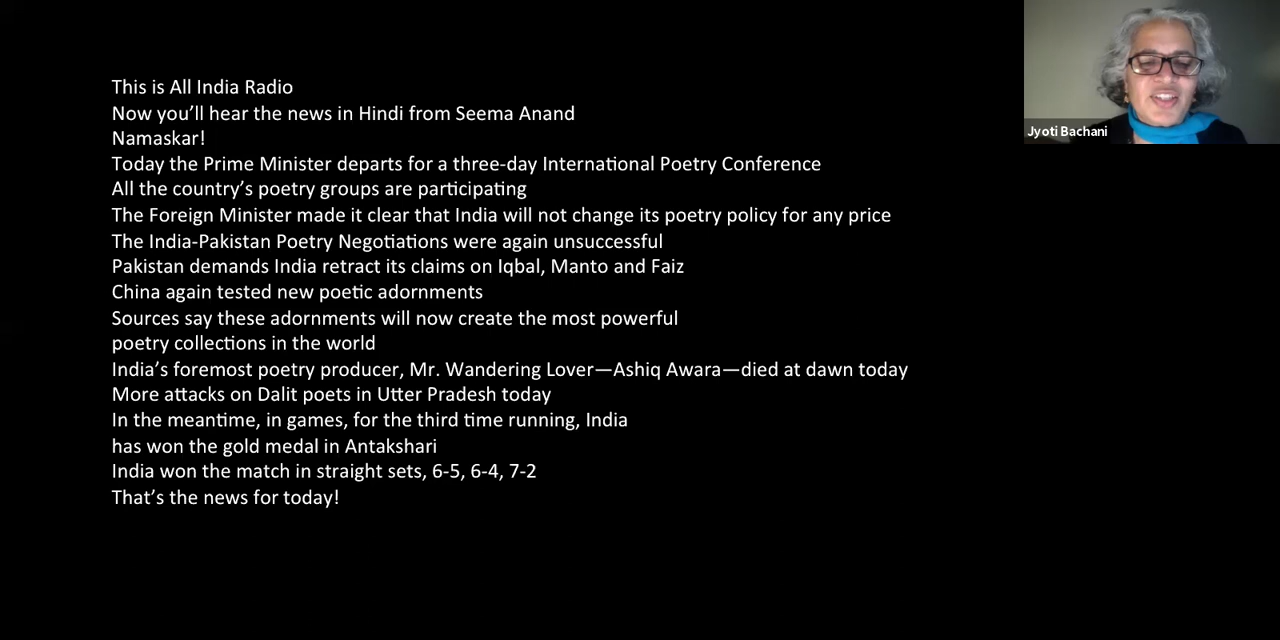 This is All India Radio
Now you’ll hear the news in Hindi from Seema Anand
Namaskar!
Today the Prime Minister departs for a three-day International Poetry Conference
All the country’s poetry groups are participating
The Foreign Minister made it clear that India will not change its poetry policy for any price
The India-Pakistan Poetry Negotiations were again unsuccessful
Pakistan demands India retract its claims on Iqbal, Manto and Faiz
China again tested new poetic adornments
Sources say these adornments will now create the most powerful
poetry collections in the world
India’s foremost poetry producer, Mr. Wandering Lover—Ashiq Awara—died at dawn today
More attacks on Dalit poets in Utter Pradesh today
In the meantime, in games, for the third time running, India
has won the gold medal in Antakshari
India won the match in straight sets, 6-5, 6-4, 7-2
That’s the news for today!
Jyoti Bachani